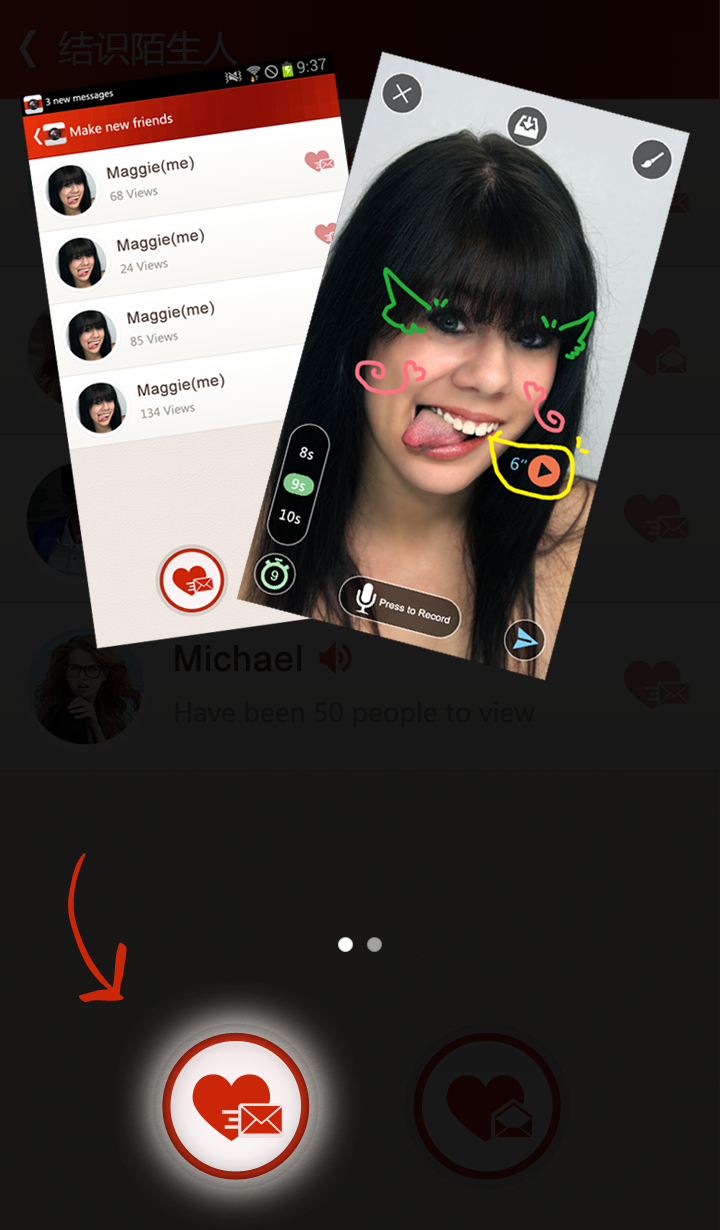 结识陌生人
9:37
3 new messages
Make new friends
Maggie(me)
68 Views
Maggie(me)
24 Views
Maggie(me)
85 Views
Maggie(me)
134 Views
8s
9s
10s
9
6"
Press to Record
Michael
Have been 50 people to view